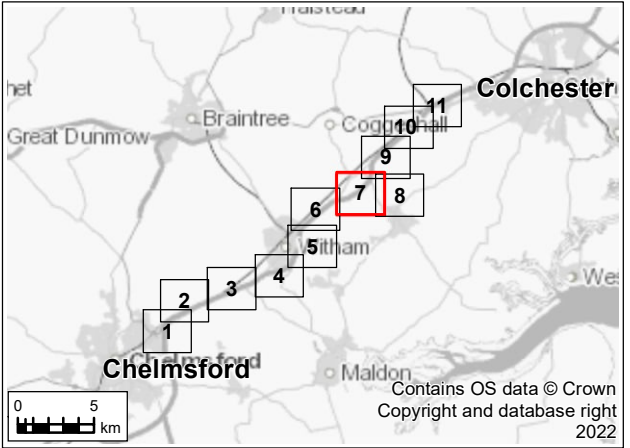 Colchester
11
Braintree
Coggeshall
10
Great Dunmow
9
7
8
6
Witham
5
4
3
2
1
Chelmsford
Chelmsford
Maldon
Contains OS data © Crown
Copyright and database right
2022
0 5
km